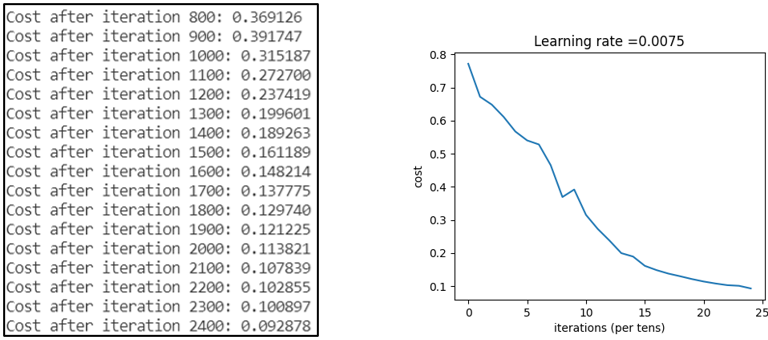 Cost after iteration 800: 0.369126
Cost after iteration 900: 0.391747
Cost after iteration 1000: 0.315187
Cost after iteration 1100: 0.272700
Cost after iteration 1200: 0.237419
Cost after iteration 1300: 0.199601
Cost after iteration 1400: 0.189263
Cost after iteration 1500: 0.161189
Cost after iteration 1600: 0.148214
Cost after iteration 1700: 0.137775
Cost after iteration 1800: 0.129740
Cost after iteration 1900: 0.121225
Cost after iteration 2000: 0.113821
Cost after iteration 2100: 0.107839
Cost after iteration 2200: 0.102855
Cost after iteration 2300: 0.100897
Cost after iteration 2400: 0.092878
Learning rate =0.0075
0.8
0.7
0.6
0.5
0.4
0.3
0.2
0.1
cost
0 5 10 15 20 25
iterations (per tens)